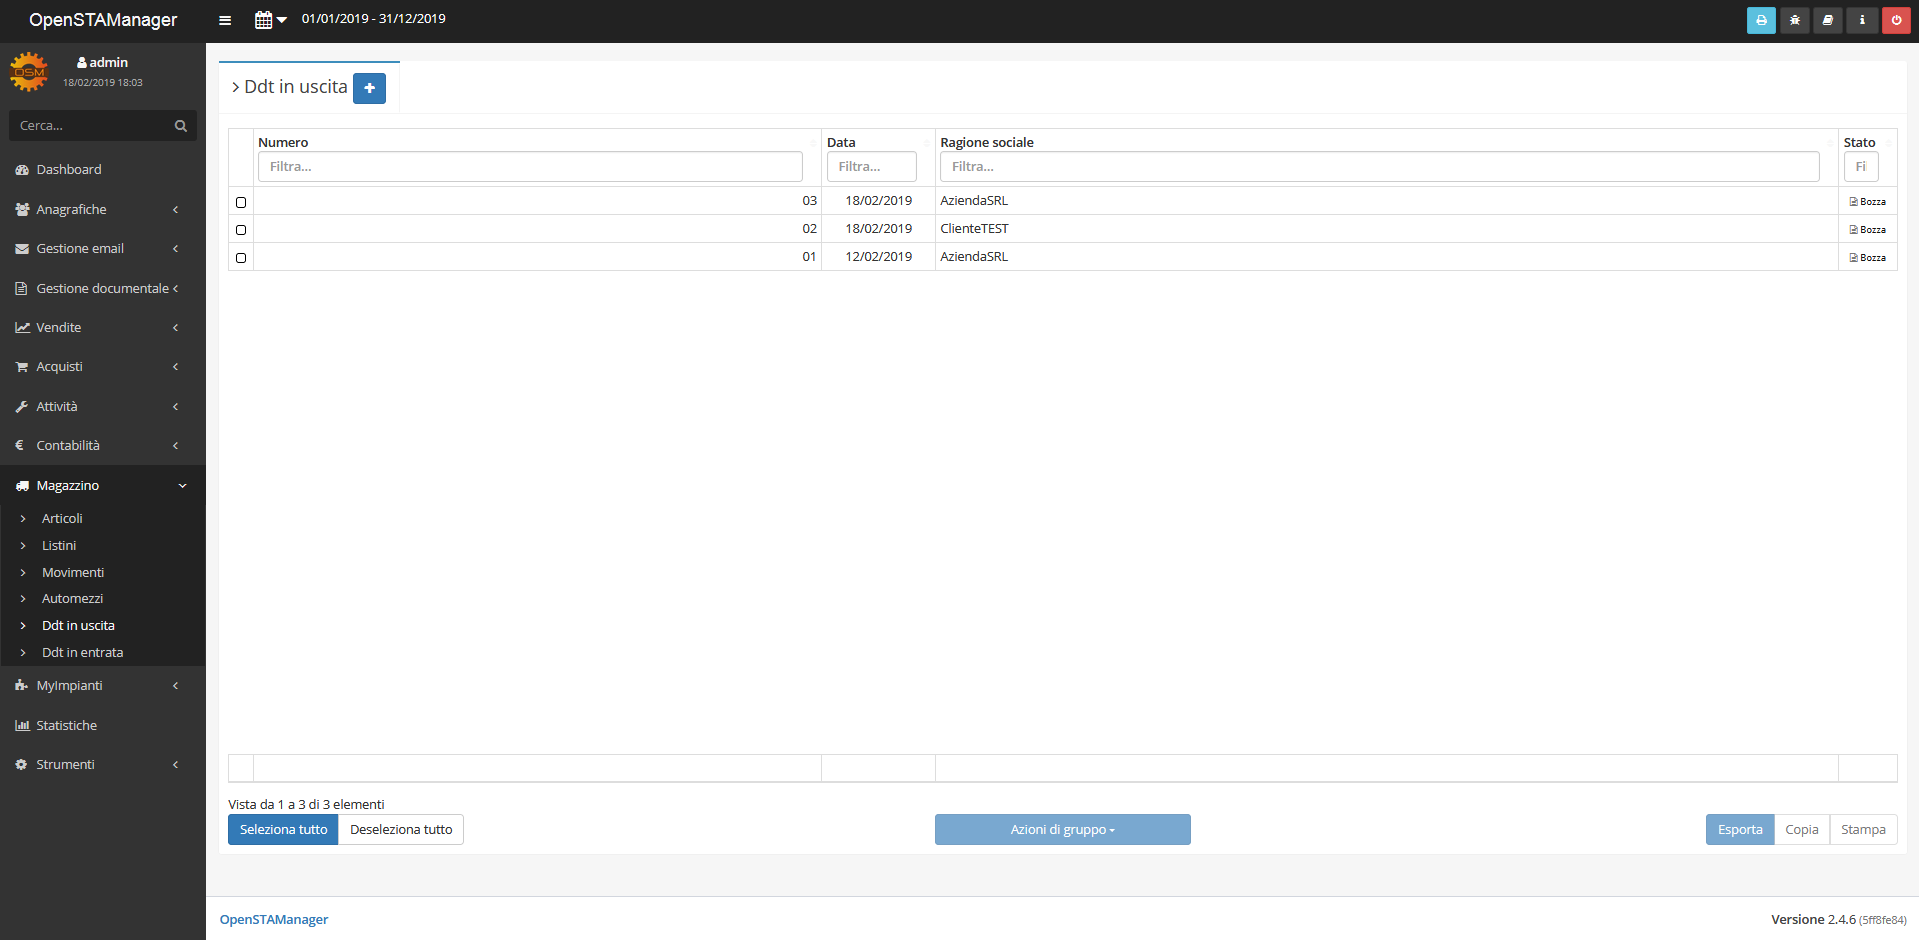 OpenSTAManager
01/01/2019 - 31/12/2019
OSM
admin
18/02/2019 18:03
Cerca...
Dashboard
Anagrafiche
Gestione email
Gestione documentale
Vendite
Acquisti
Attività
Contabilità
Magazzino
Articoli
Listini
Movimenti
Automezzi
Ddt in uscita
Ddt in entrata
MyImpianti
Statistiche
Strumenti
Ddt in uscita
Numero Data Ragione sociale Stato
Filtra... Filtra... Filtra... Fi
03 18/02/2019 AziendaSRL Bozza
02 18/02/2019 ClienteTEST Bozza
01 12/02/2019 AziendaSRL Bozza
Vista da 1 a 3 di 3 elementi
Seleziona tutto Deseleziona tutto Azioni di gruppo Esporta Copia Stampa
OpenSTAManager Versione 2.4.6 (5ff8fe84)